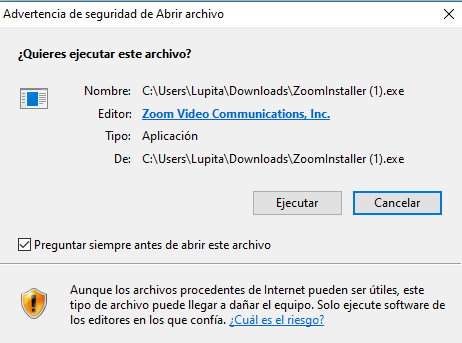 Advertencia de seguridad de Abrir archivo
¿Quieres ejecutar este archivo?
Nombre: C:\Users\Lupita\Downloads\ZoomInstaller (1).exe
Editor: Zoom Video Communications, Inc.
Tipo: Aplicación
De: C:\Users\Lupita\Downloads\ZoomInstaller (1).exe
Ejecutar Cancelar
Preguntar siempre antes de abrir este archivo
Aunque los archivos procedentes de Internet pueden ser útiles, este
tipo de archivo puede llegar a dañar el equipo. Solo ejecute software de
los editores en los que confía. ¿Cuál es el riesgo?